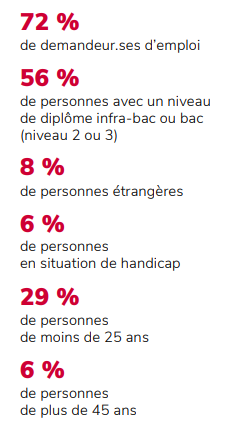 72 %
de demandeur.ses d’emploi
56 %
de personnes avec un niveau
de diplôme infra-bac ou bac
(niveau 2 ou 3)
8 %
de personnes étrangères
6 %
de personnes
en situation de handicap
29 %
de personnes
de moins de 25 ans
6 %
de personnes
de plus de 45 ans